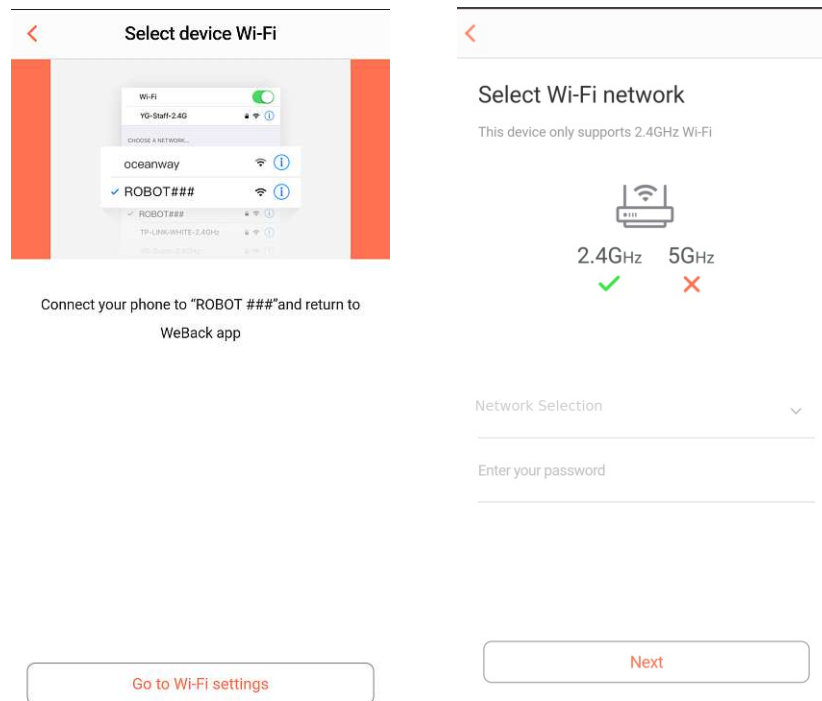 Select device Wi-Fi
Wi-Fi
YG-Staff-2.4G
CHOOSE A NETWORK...
oceanway
ROBOT###
ROBOT###
TP-LINK-WHITE-2.4GHz
Connect your phone to “ROBOT ###”and return to
WeBack app
Go to Wi-Fi settings
Select Wi-Fi network
This device only supports 2.4GHz Wi-Fi
2.4GHz 5GHz
Network Selection
Enter your password
Next